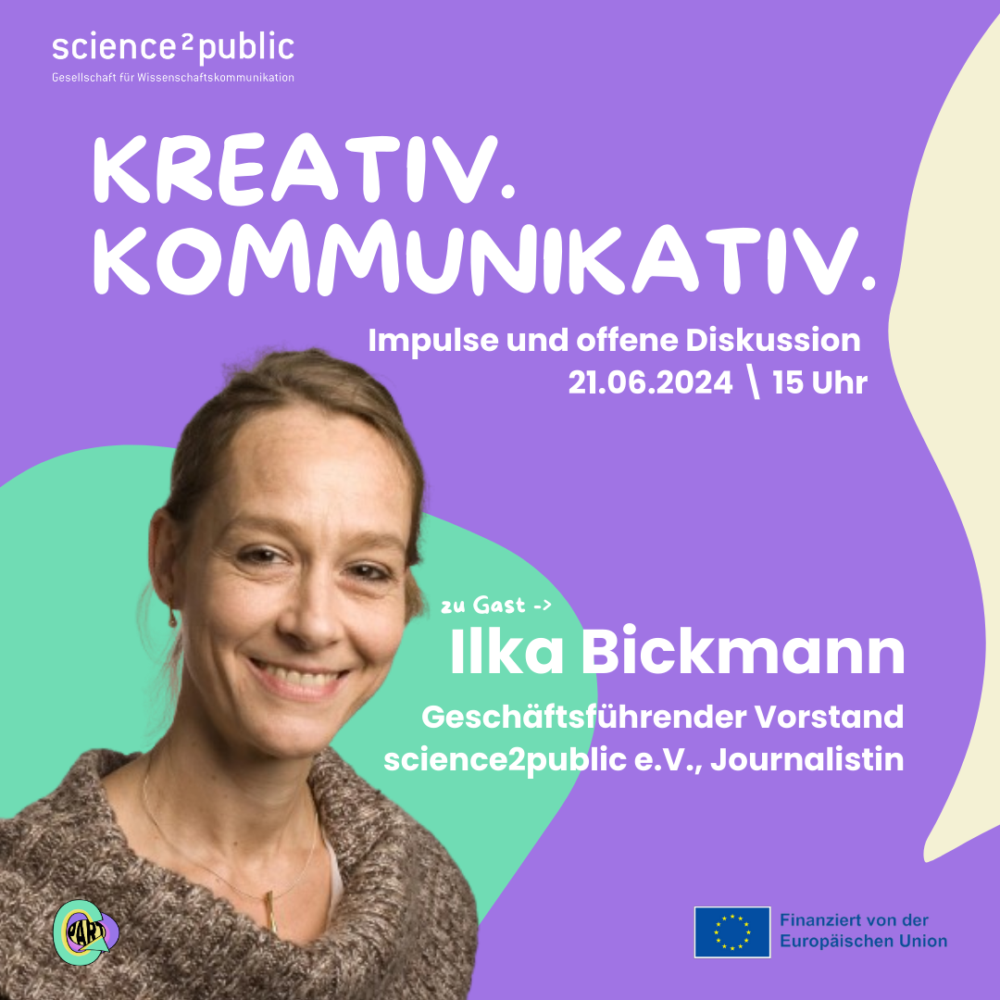 science2public
Gesellschaft für Wissenschaftskommunikation
KREATIV.
KOMMUNIKATIV.
Impulse und offene Diskussion
21.06.2024 \ 15 Uhr
zu Gast ->
Ilka Bickmann
Geschäftsführender Vorstand
science2public e.V., Journalistin
PART
Finanziert von der
Europäischen Union